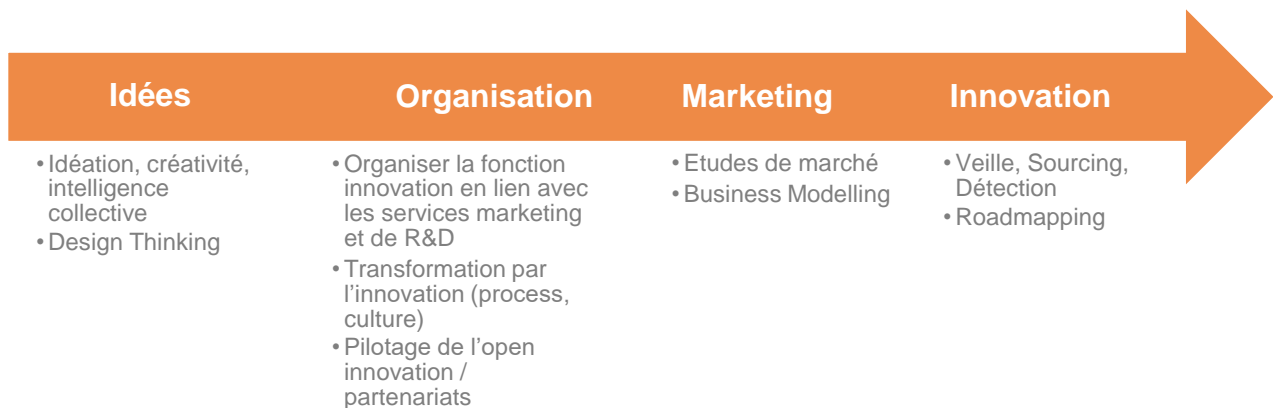 Idées
Organisation
Marketing
Innovation
• Idéation, créativité,
intelligence
collective
• Design Thinking
• Organiser la fonction
innovation en lien avec
les services marketing
et de R&D
• Transformation par
l’innovation (process,
culture)
• Pilotage de l’open
innovation /
partenariats
• Etudes de marché
• Business Modelling
• Veille, Sourcing,
Détection
• Roadmapping